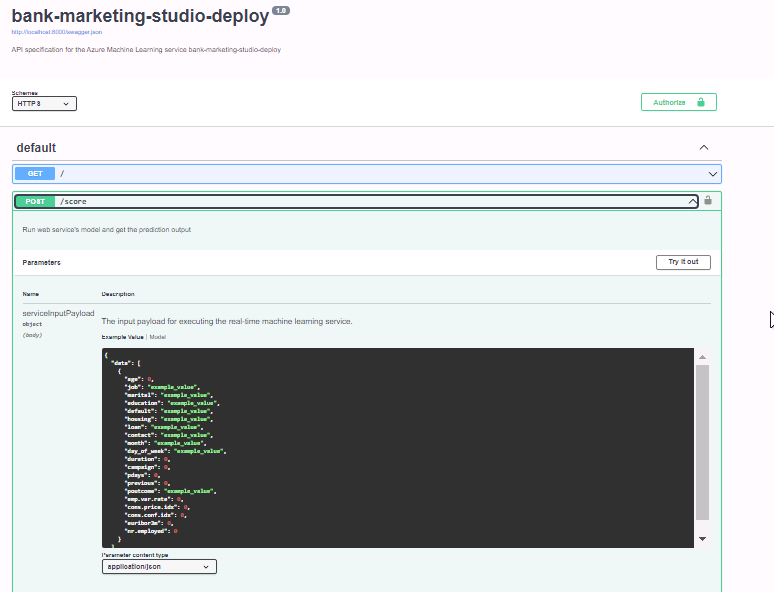 bank-marketing-studio-deploy 1.0
http://localhost:8000/swagger.json
API specification for the Azure Machine Learning service bank-marketing-studio-deploy
Schemes
HTTPS
Authorize
default
GET /
POST /score
Run web service's model and get the prediction output
Parameters
Try it out
Name Description
serviceInputPayload
object
(body)
The input payload for executing the real-time machine learning service.
Example Value | Model
{
"data": [
{
"age": 0,
"job": "example_value",
"marital": "example_value",
"education": "example_value",
"default": "example_value",
"housing": "example_value",
"loan": "example_value",
"contact": "example_value",
"month": "example_value",
"day_of_week": "example_value",
"duration": 0,
"campaign": 0,
"pdays": 0,
"previous": 0,
"poutcome": "example_value",
"emp.var.rate": 0,
"cons.price.idx": 0,
"cons.conf.idx": 0,
"euribor3m": 0,
"nr.employed": 0
}
]
Parameter content type
application/json